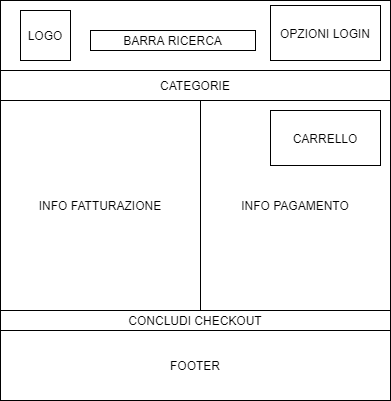 LOGO
BARRA RICERCA
OPZIONI LOGIN
CATEGORIE
CARRELLO
INFO FATTURAZIONE
INFO PAGAMENTO
CONCLUDI CHECKOUT
FOOTER